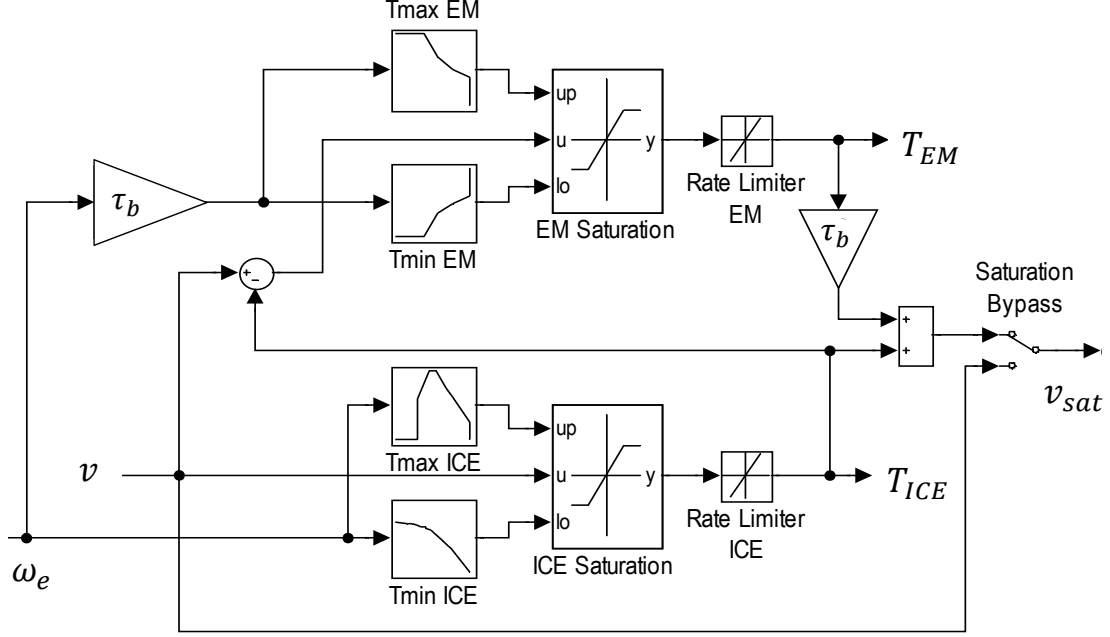 Tmax EM
up
u
y
lo
EM Saturation
Rate Limiter
EM
T_EM
τ_b
Tmin EM
τ_b
+
−
Saturation
Bypass
+
+
v_sat
Tmax ICE
up
u
y
lo
ICE Saturation
Rate Limiter
ICE
T_ICE
v
ω_e
Tmin ICE